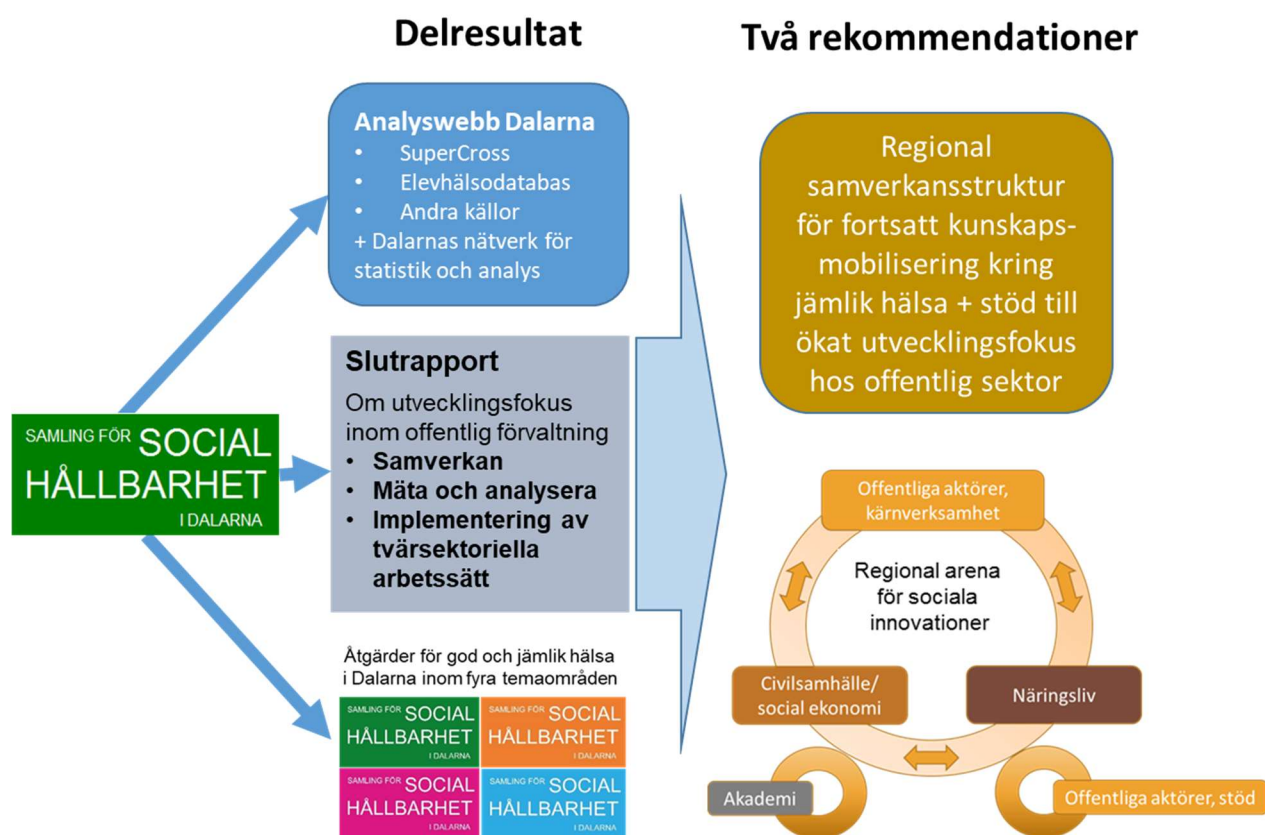 Delresultat
Två rekommendationer
Analyswebb Dalarna
• SuperCross
• Elevhälsodatabas
• Andra källor
+ Dalarnas nätverk för
statistik och analys
Regional
samverkansstruktur
för fortsatt kunskaps-
mobilisering kring
jämlik hälsa + stöd till
ökat utvecklingsfokus
hos offentlig sektor
SAMLING FÖR SOCIAL
HÅLLBARHET
I DALARNA
Slutrapport
Om utvecklingsfokus
inom offentlig förvaltning
• Samverkan
• Mäta och analysera
• Implementering av
tvärsektoriella
arbetssätt
Offentliga aktörer,
kärnverksamhet
Regional arena
för sociala
innovationer
Civilsamhälle/
social ekonomi
Näringsliv
Akademi
Offentliga aktörer, stöd
Åtgärder för god och jämlik hälsa
i Dalarna inom fyra temaområden
SAMLING FÖR SOCIAL
HÅLLBARHET
I DALARNA
SAMLING FÖR SOCIAL
HÅLLBARHET
I DALARNA
SAMLING FÖR SOCIAL
HÅLLBARHET
I DALARNA
SAMLING FÖR SOCIAL
HÅLLBARHET
I DALARNA